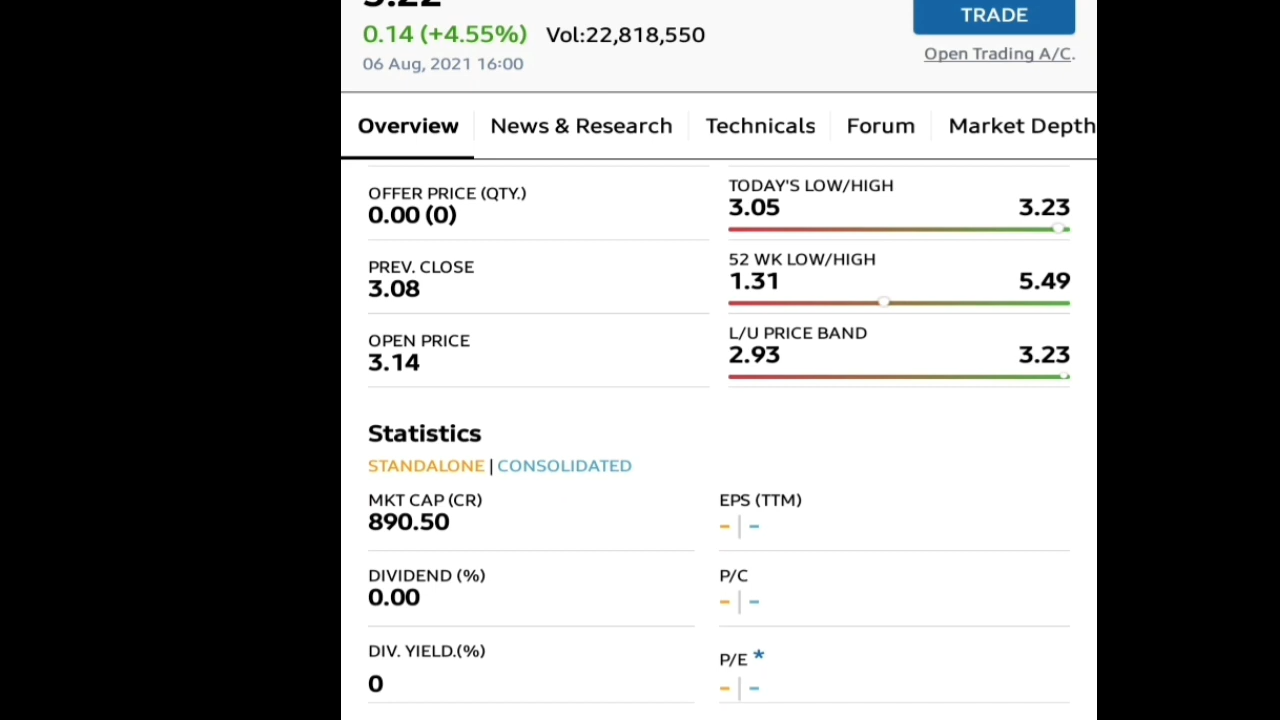 3.22
TRADE
0.14 (+4.55%) Vol:22,818,550
Open Trading A/C.
06 Aug, 2021 16:00
Overview News & Research Technicals Forum Market Depth
OFFER PRICE (QTY.)
0.00 (0)
TODAY'S LOW/HIGH
3.05 3.23
PREV. CLOSE
3.08
52 WK LOW/HIGH
1.31 5.49
OPEN PRICE
3.14
L/U PRICE BAND
2.93 3.23
Statistics
STANDALONE | CONSOLIDATED
MKT CAP (CR)
890.50
EPS (TTM)
- | -
DIVIDEND (%)
0.00
P/C
- | -
DIV. YIELD.(%)
0
P/E *
- | -